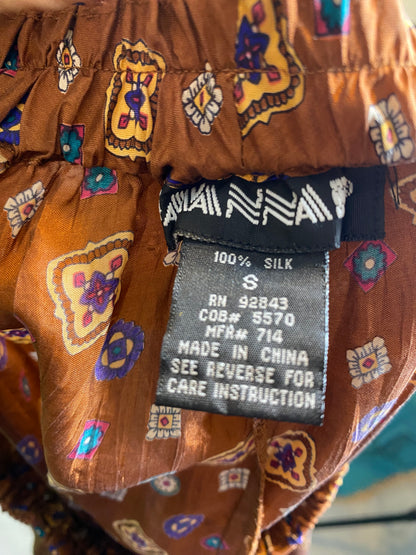 100% SILK
S
RN 92843
COB# 5570
MFR# 714
MADE IN CHINA
SEE REVERSE FOR
CARE INSTRUCTION